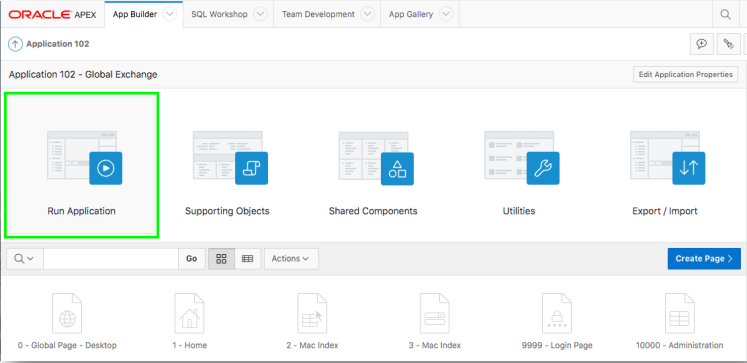 ORACLE APEX App Builder SQL Workshop Team Development App Gallery
Application 102
Application 102 - Global Exchange Edit Application Properties
Run Application Supporting Objects Shared Components Utilities Export / Import
Go Actions Create Page >
0 - Global Page - Desktop 1 - Home 2 - Mac Index 3 - Mac Index 9999 - Login Page 10000 - Administration